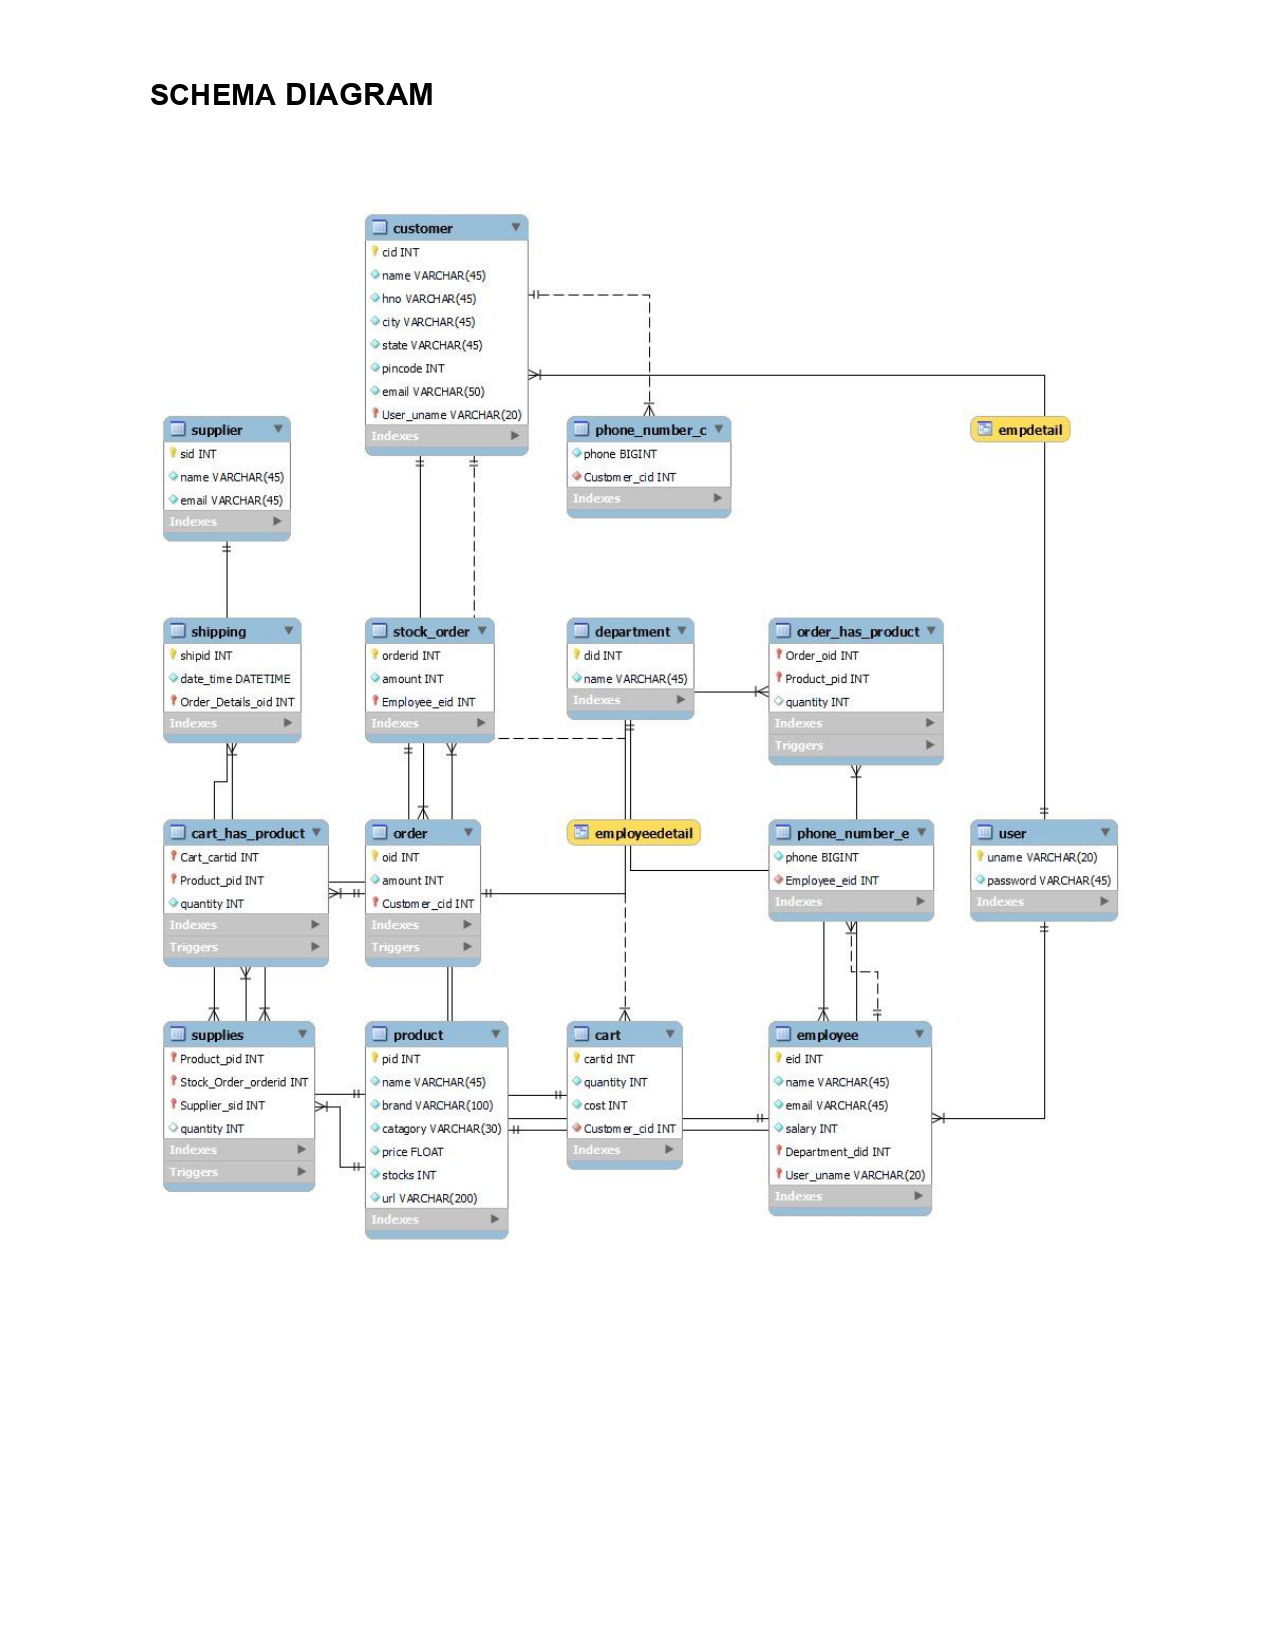 SCHEMA DIAGRAM
customer
cid INT
name VARCHAR(45)
hno VARCHAR(45)
city VARCHAR(45)
state VARCHAR(45)
pincode INT
email VARCHAR(50)
User_uname VARCHAR(20)
Indexes
supplier
sid INT
name VARCHAR(45)
email VARCHAR(45)
Indexes
phone_number_c
phone BIGINT
Customer_cid INT
Indexes
empdetail
shipping
shipid INT
date_time DATETIME
Order_Details_oid INT
Indexes
stock_order
orderid INT
amount INT
Employee_eid INT
Indexes
department
did INT
name VARCHAR(45)
Indexes
order_has_product
Order_oid INT
Product_pid INT
quantity INT
Indexes
Triggers
cart_has_product
Cart_cartid INT
Product_pid INT
quantity INT
Indexes
Triggers
order
oid INT
amount INT
Customer_cid INT
Indexes
Triggers
employeedetail
phone_number_e
phone BIGINT
Employee_eid INT
Indexes
user
uname VARCHAR(20)
password VARCHAR(45)
Indexes
supplies
Product_pid INT
Stock_Order_orderid INT
Supplier_sid INT
quantity INT
Indexes
Triggers
product
pid INT
name VARCHAR(45)
brand VARCHAR(100)
catagory VARCHAR(30)
price FLOAT
stocks INT
url VARCHAR(200)
Indexes
cart
cartid INT
quantity INT
cost INT
Customer_cid INT
Indexes
employee
eid INT
name VARCHAR(45)
email VARCHAR(45)
salary INT
Department_did INT
User_uname VARCHAR(20)
Indexes